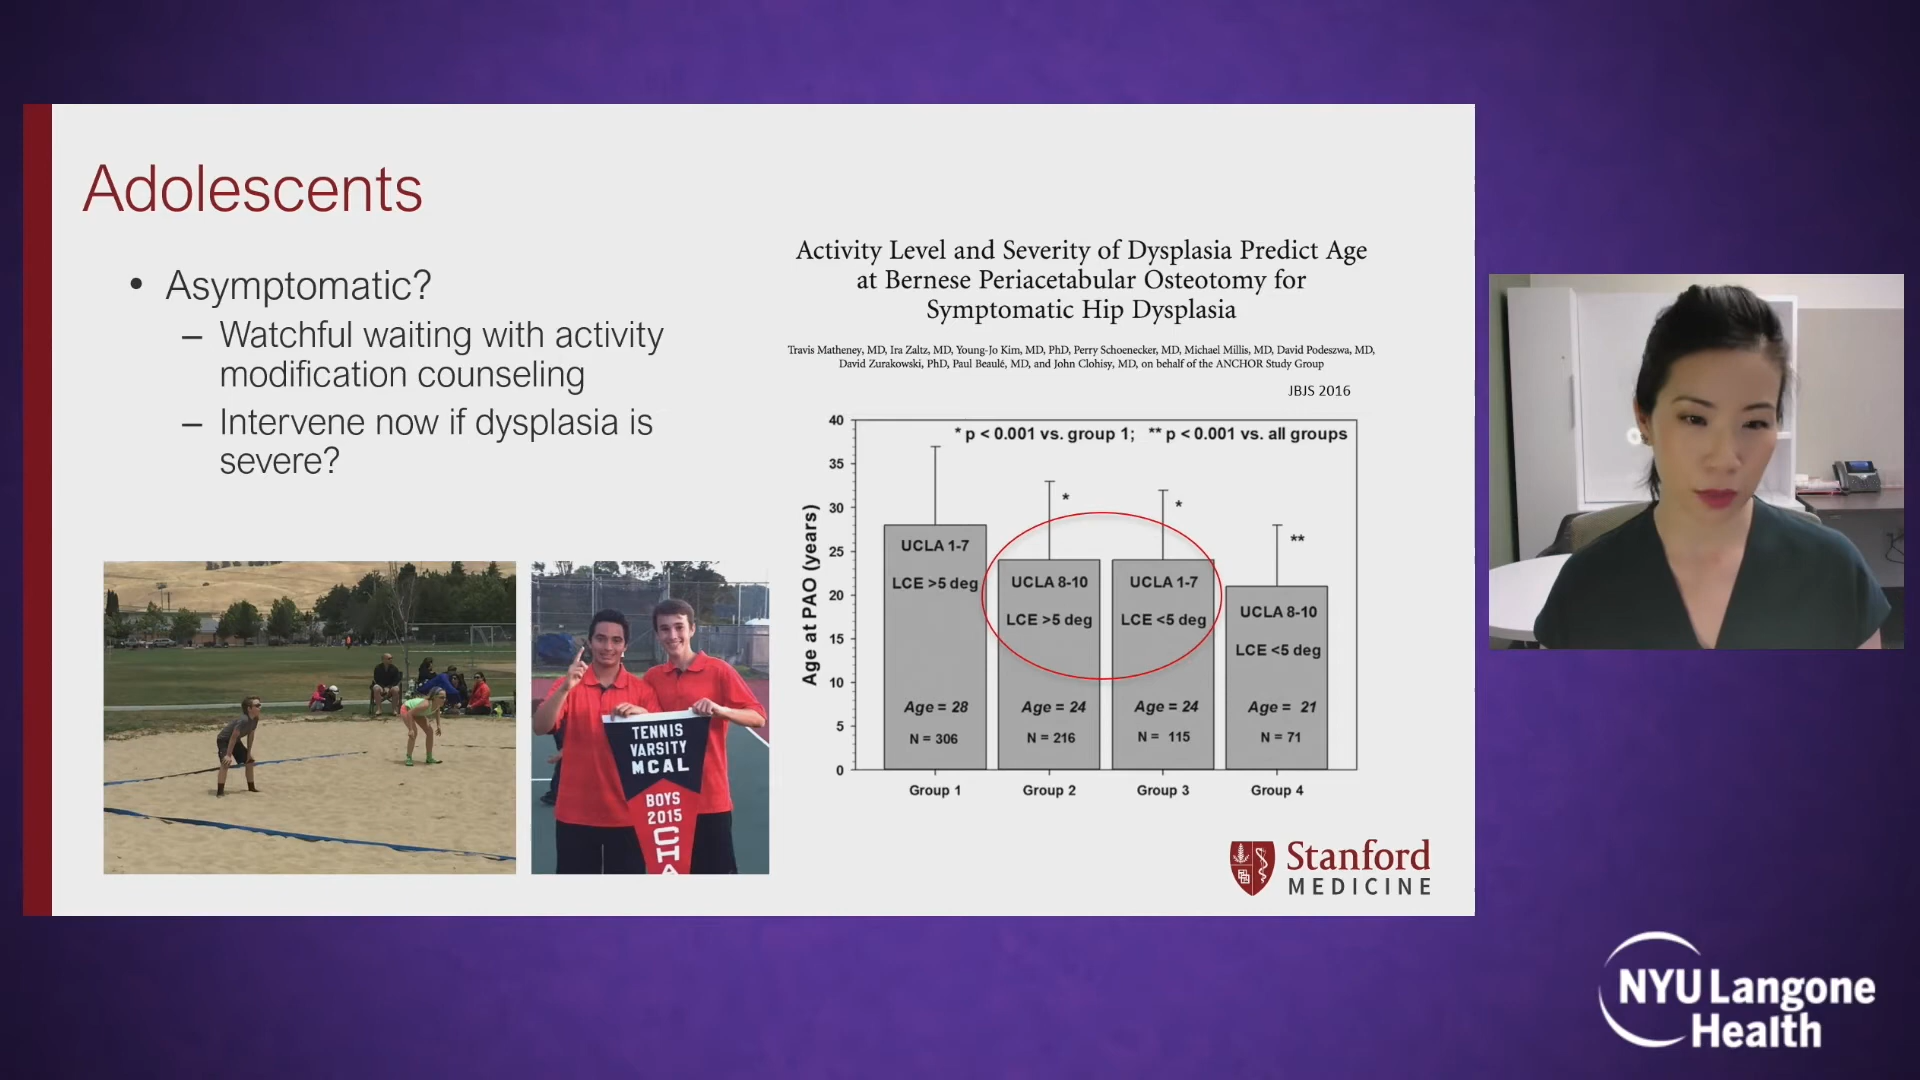 Adolescents
• Asymptomatic?
– Watchful waiting with activity
modification counseling
– Intervene now if dysplasia is
severe?
Activity Level and Severity of Dysplasia Predict Age
at Bernese Periacetabular Osteotomy for
Symptomatic Hip Dysplasia
Travis Matheney, MD, Ira Zaltz, MD, Young-Jo Kim, MD, PhD, Perry Schoenecker, MD, Michael Millis, MD, David Podeszwa, MD,
David Zurakowski, PhD, Paul Beaulé, MD, and John Clohisy, MD, on behalf of the ANCHOR Study Group
JBJS 2016
* p < 0.001 vs. group 1; ** p < 0.001 vs. all groups
Age at PAO (years)
40
35
30
25
20
15
10
5
0
*
*
**
UCLA 1-7
LCE >5 deg
Age = 28
N = 306
Group 1
UCLA 8-10
LCE >5 deg
Age = 24
N = 216
Group 2
UCLA 1-7
LCE <5 deg
Age = 24
N = 115
Group 3
UCLA 8-10
LCE <5 deg
Age = 21
N = 71
Group 4
TENNIS
VARSITY
MCAL
BOYS
2015
CHA
Stanford
MEDICINE
NYU Langone
Health